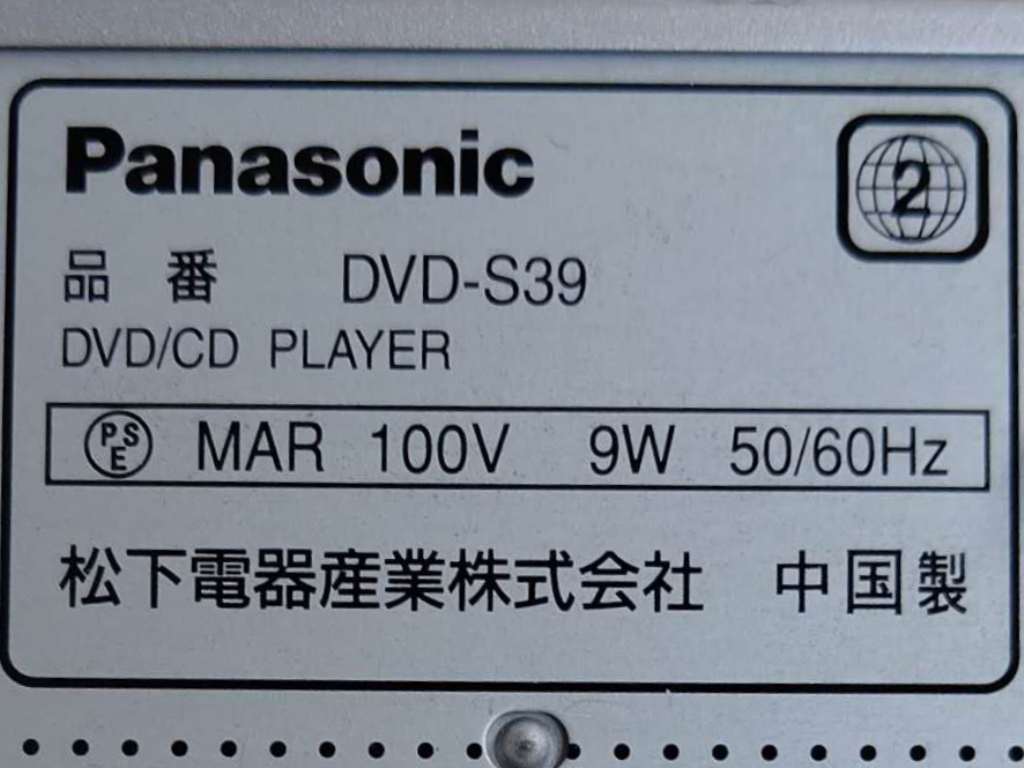 Panasonic
2
品 番 DVD-S39
DVD/CD PLAYER
PSE MAR 100V 9W 50/60Hz
松下電器産業株式会社 中国製